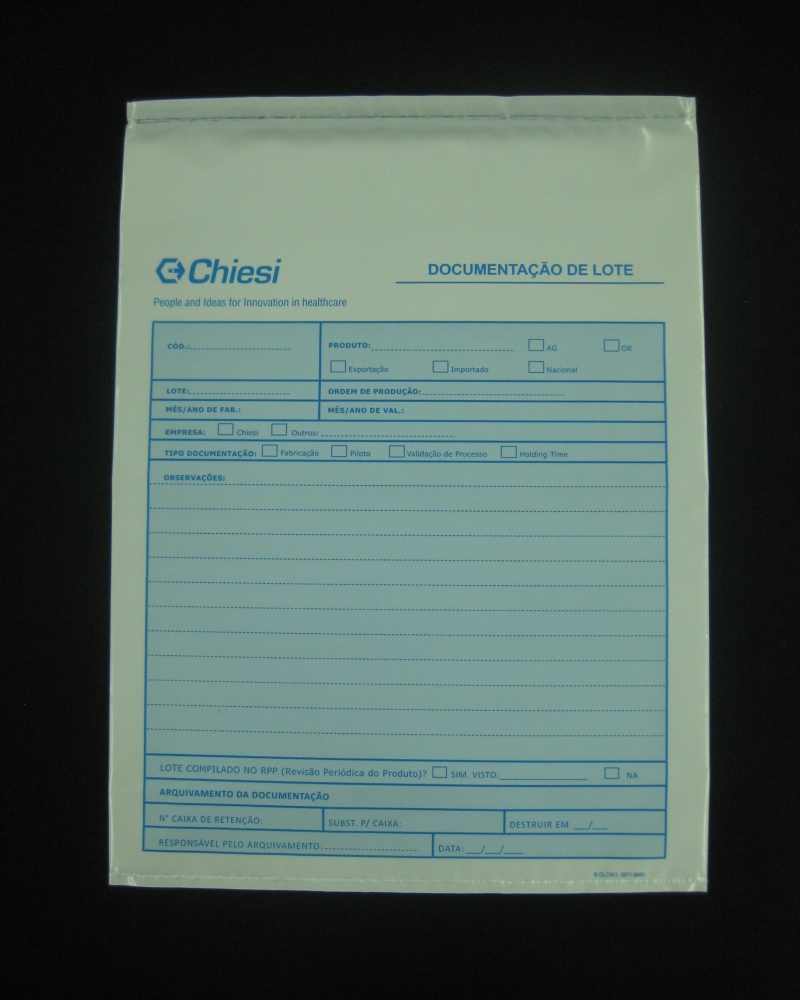 Chiesi
DOCUMENTAÇÃO DE LOTE
People and Ideas for Innovation in healthcare
CÓD.: PRODUTO: AG OR
Exportação Importado Nacional
LOTE: ORDEM DE PRODUÇÃO:
MÊS/ANO DE FAB.: MÊS/ANO DE VAL.:
EMPRESA: Chiesi Outros:
TIPO DOCUMENTAÇÃO: Fabricação Piloto Validação de Processo Holding Time
OBSERVAÇÕES:
LOTE COMPILADO NO RPP (Revisão Periódica do Produto)? SIM. VISTO: NA
ARQUIVAMENTO DA DOCUMENTAÇÃO
N° CAIXA DE RETENÇÃO: SUBST. P/ CAIXA: DESTRUIR EM __/__
RESPONSÁVEL PELO ARQUIVAMENTO: DATA: __/__/__